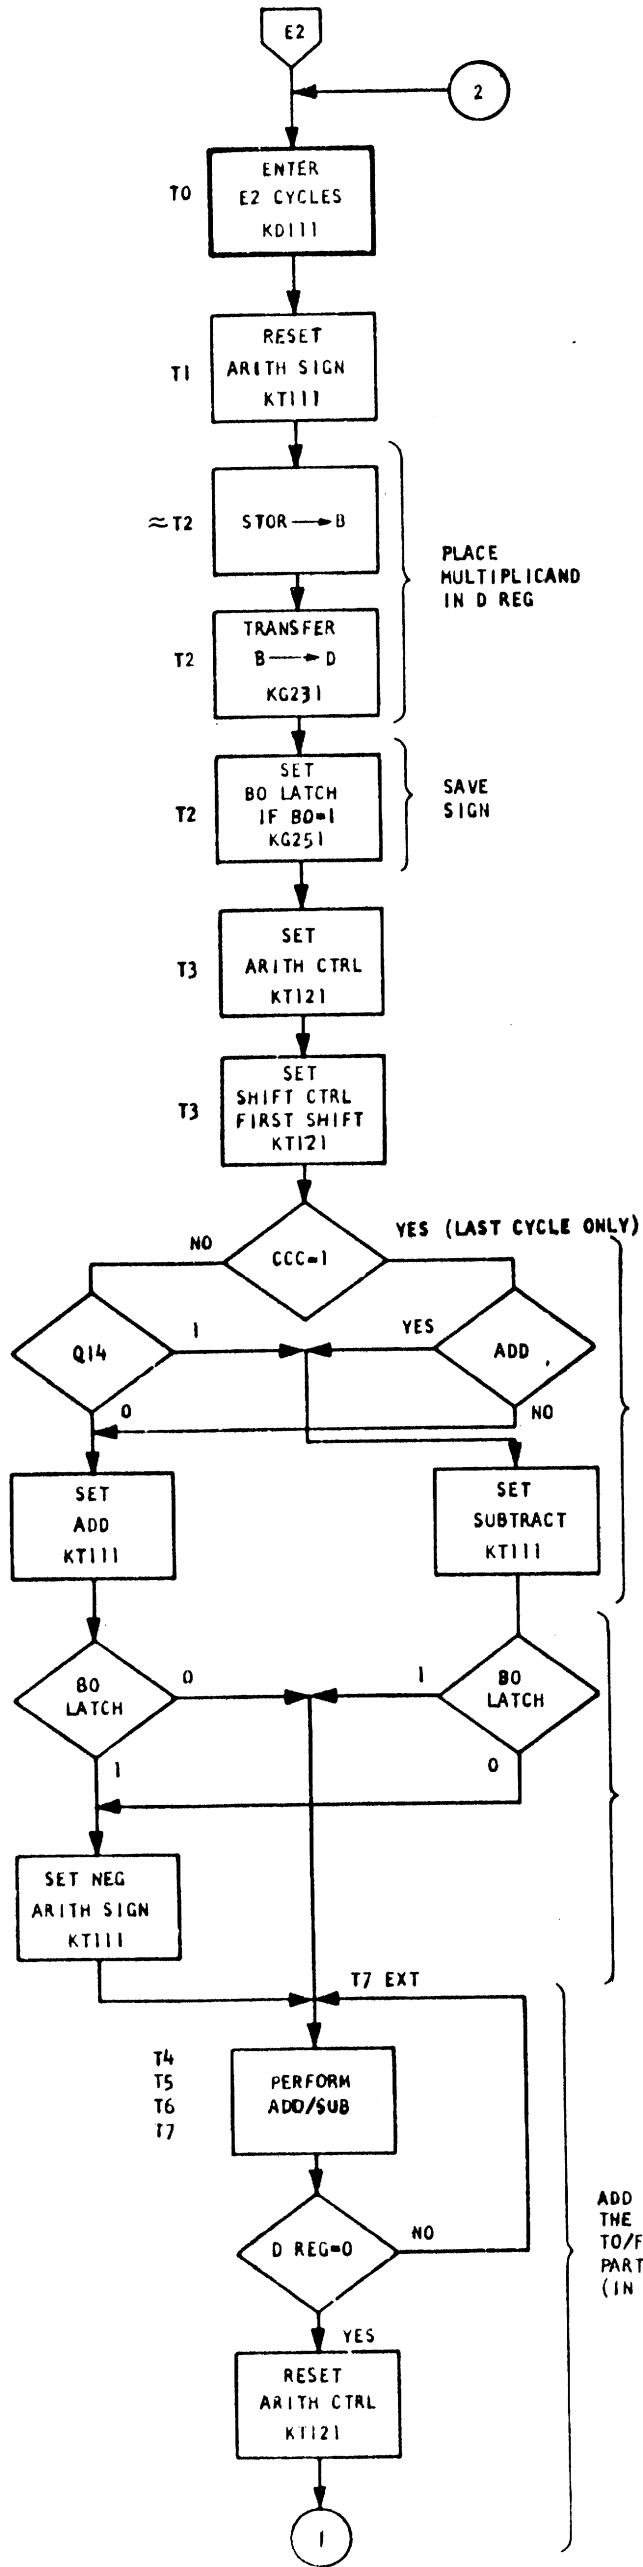 E2
2
T0
ENTER
E2 CYCLES
KD111
T1
RESET
ARITH SIGN
KT111
≈T2
STOR → B
PLACE
MULTIPLICAND
IN D REG
T2
TRANSFER
B → D
KG231
T2
SET
B0 LATCH
IF B0=1
KG251
SAVE
SIGN
T3
SET
ARITH CTRL
KT121
T3
SET
SHIFT CTRL
FIRST SHIFT
KT121
CCC=1
NO
YES (LAST CYCLE ONLY)
Q14
1
0
YES
ADD
NO
SET
ADD
KT111
SET
SUBTRACT
KT111
B0
LATCH
0
1
1
B0
LATCH
0
SET NEG
ARITH SIGN
KT111
T7 EXT
T4
T5
T6
T7
PERFORM
ADD/SUB
D REG=0
NO
YES
ADD
THE
TO/F
PART
(IN
RESET
ARITH CTRL
KT121
1